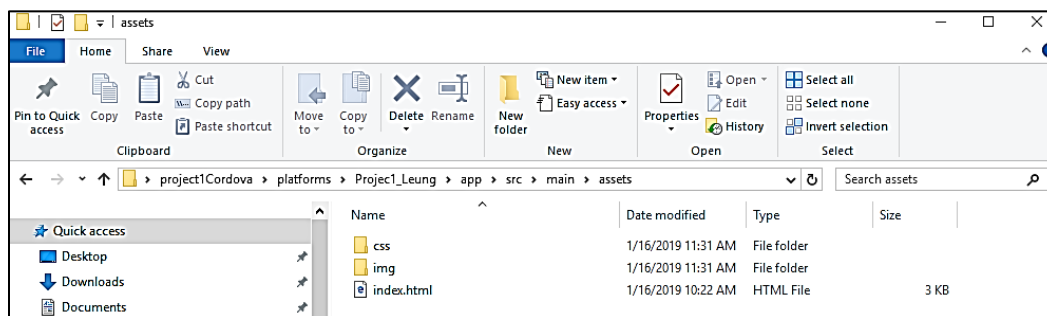 assets
File Home Share View
Pin to Quick access
Copy
Paste
Cut
Copy path
Paste shortcut
Clipboard
Move to
Copy to
Delete
Rename
Organize
New folder
New item
Easy access
New
Properties
Open
Edit
History
Open
Select all
Select none
Invert selection
Select
project1Cordova > platforms > Projec1_Leung > app > src > main > assets
Search assets
Quick access
Desktop
Downloads
Documents
Name Date modified Type Size
css 1/16/2019 11:31 AM File folder
img 1/16/2019 11:31 AM File folder
index.html 1/16/2019 10:22 AM HTML File 3 KB